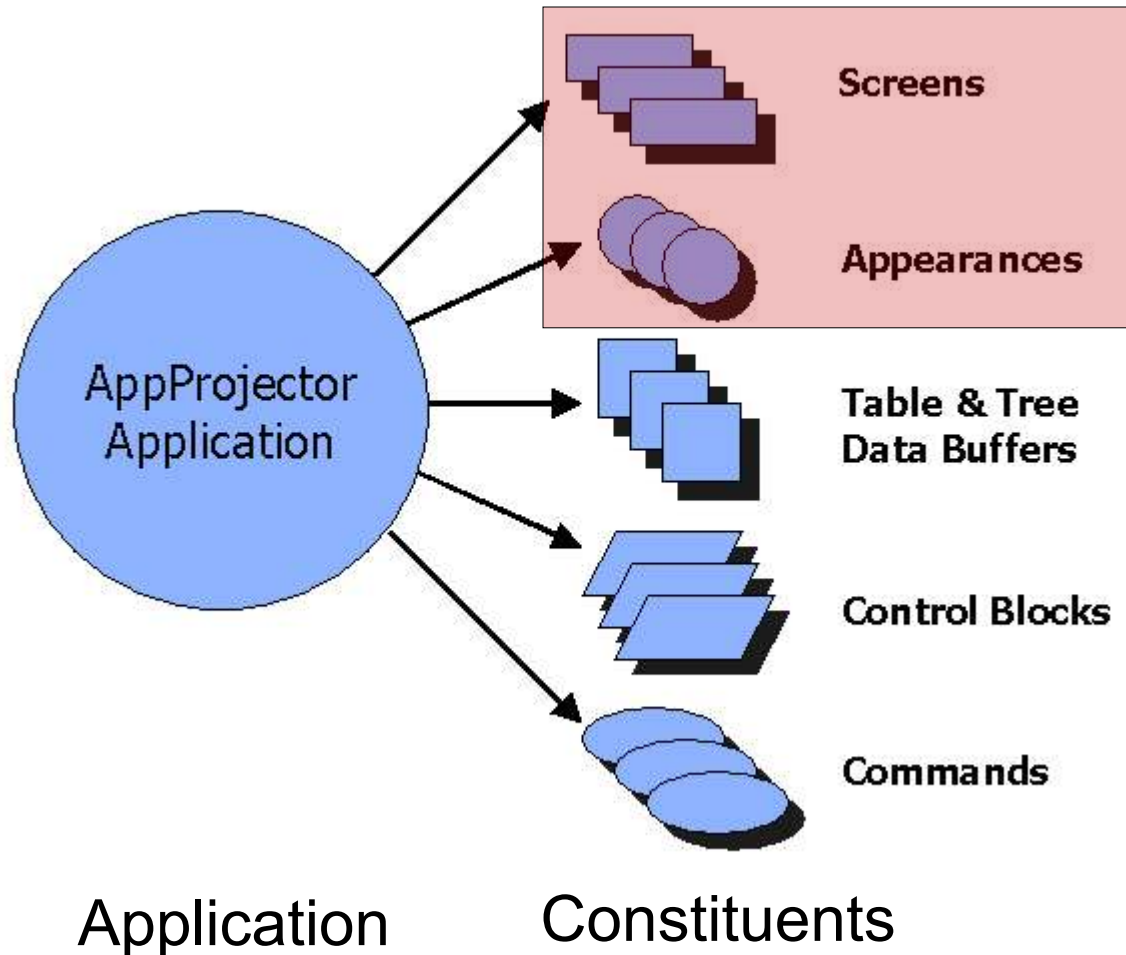 Screens
Appearances
AppProjector
Application
Table & Tree
Data Buffers
Control Blocks
Commands
Application
Constituents